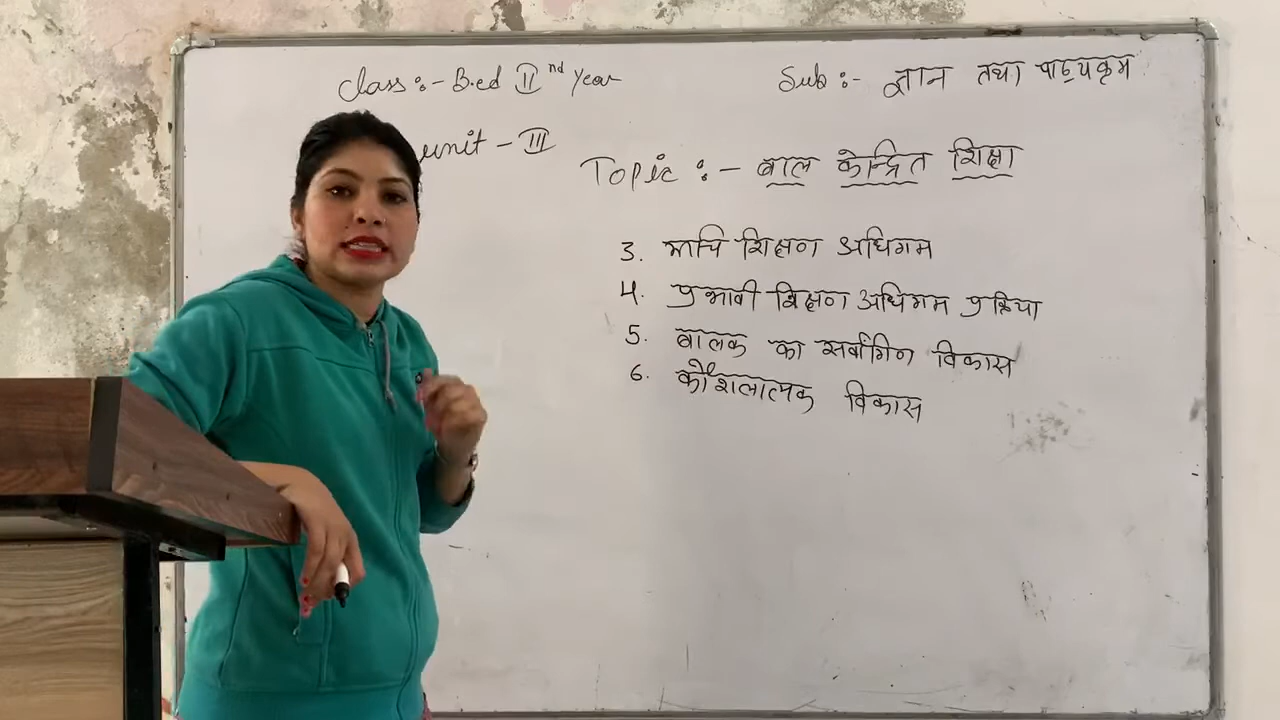 Class :- B.ed II nd Year
Sub :- ज्ञान तथा पाठ्यक्रम
unit - III
Topic :- बाल केन्द्रित शिक्षा
3. भाचि शिक्षण अधिगम
4. प्रभावी शिक्षण अधिगम प्रक्रिया
5. बालक का सर्वांगिण विकास
6. कौशलात्मक विकास